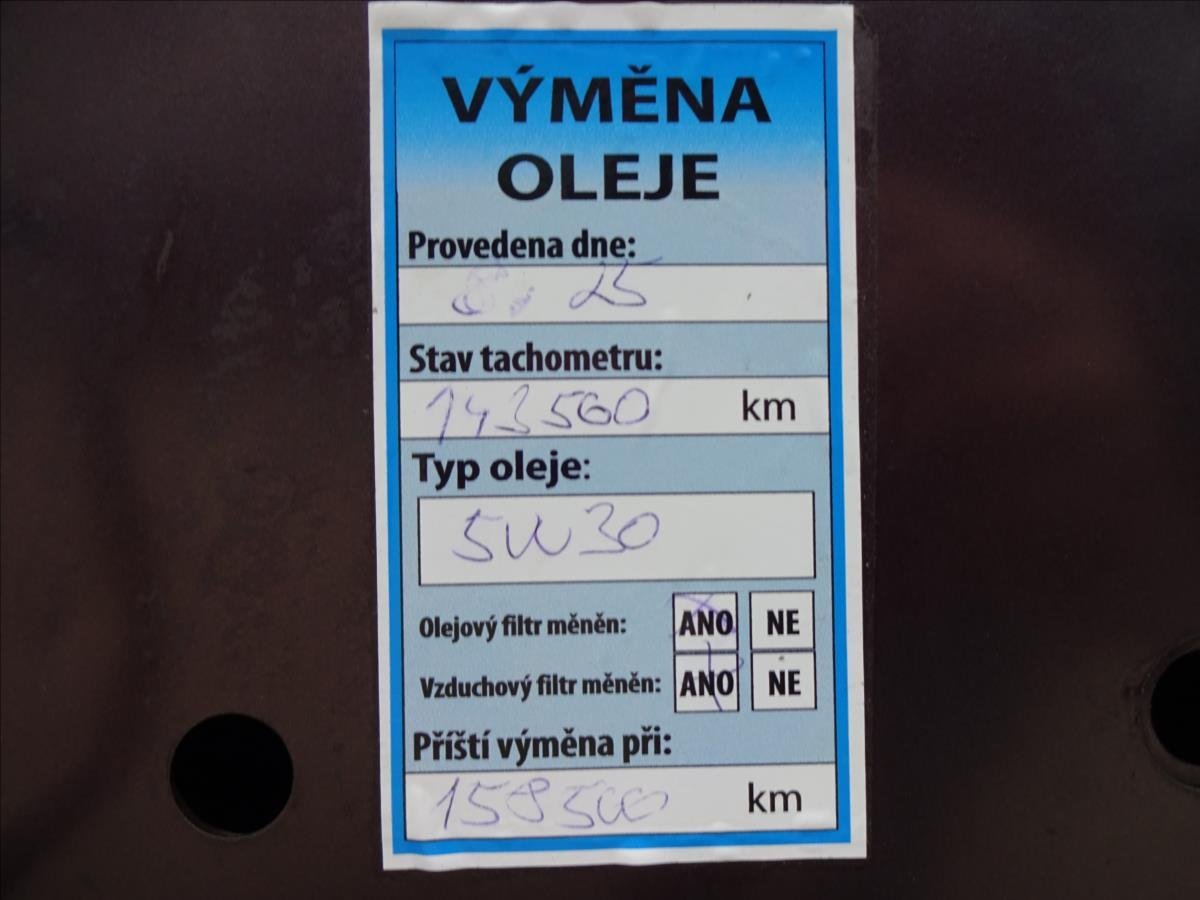 VÝMĚNA
OLEJE
Provedena dne:
8. 25
Stav tachometru:
143560 km
Typ oleje:
5W30
Olejový filtr měněn: ANO NE
Vzduchový filtr měněn: ANO NE
Příští výměna při:
158500 km